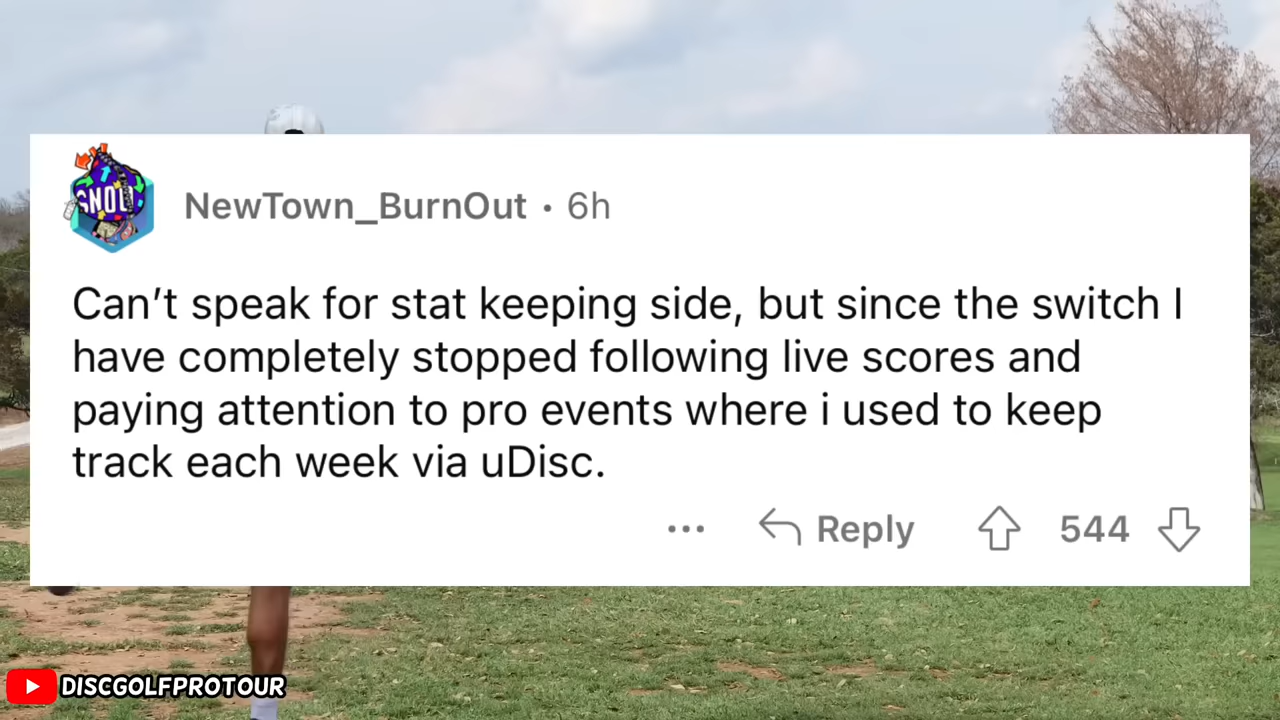 SNOO
NewTown_BurnOut · 6h
Can’t speak for stat keeping side, but since the switch I
have completely stopped following live scores and
paying attention to pro events where i used to keep
track each week via uDisc.
... Reply 544
DISCGOLFPROTOUR